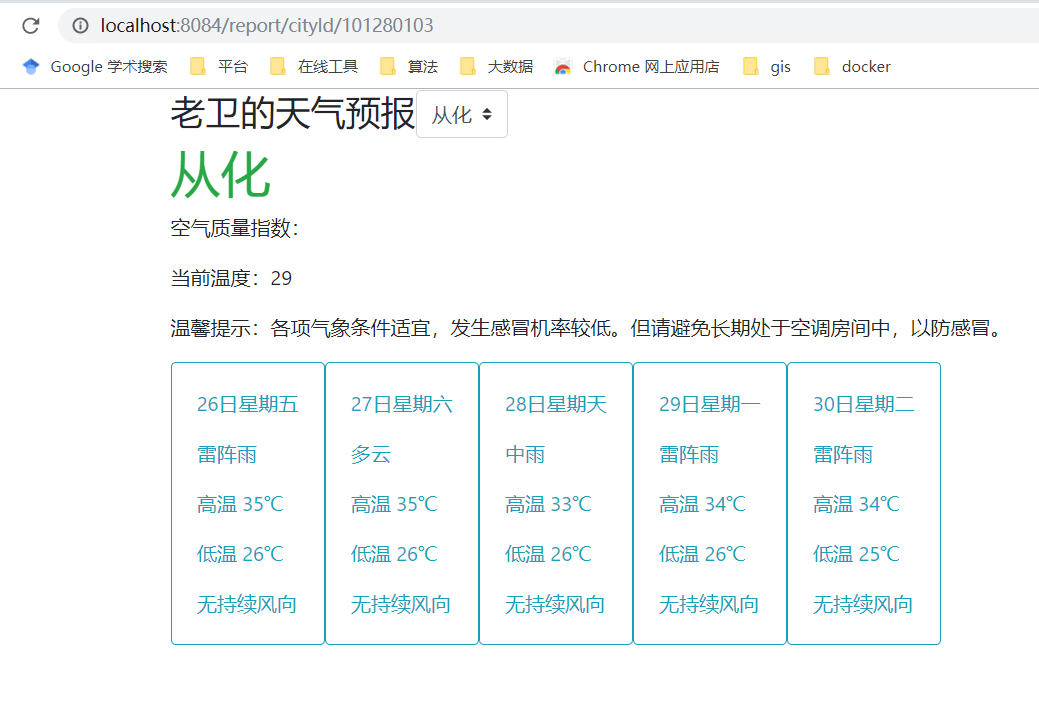 localhost:8084/report/cityId/101280103
Google 学术搜索 平台 在线工具 算法 大数据 Chrome 网上应用店 gis docker
老卫的天气预报 从化
从化
空气质量指数：
当前温度：29
温馨提示：各项气象条件适宜，发生感冒机率较低。但请避免长期处于空调房间中，以防感冒。
26日星期五 27日星期六 28日星期天 29日星期一 30日星期二
雷阵雨 多云 中雨 雷阵雨 雷阵雨
高温 35℃ 高温 35℃ 高温 33℃ 高温 34℃ 高温 34℃
低温 26℃ 低温 26℃ 低温 26℃ 低温 26℃ 低温 25℃
无持续风向 无持续风向 无持续风向 无持续风向 无持续风向